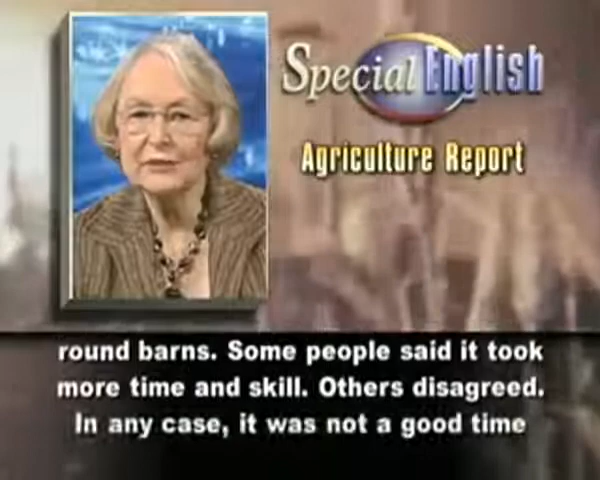 Special English
Agriculture Report
round barns. Some people said it took
more time and skill. Others disagreed.
In any case, it was not a good time